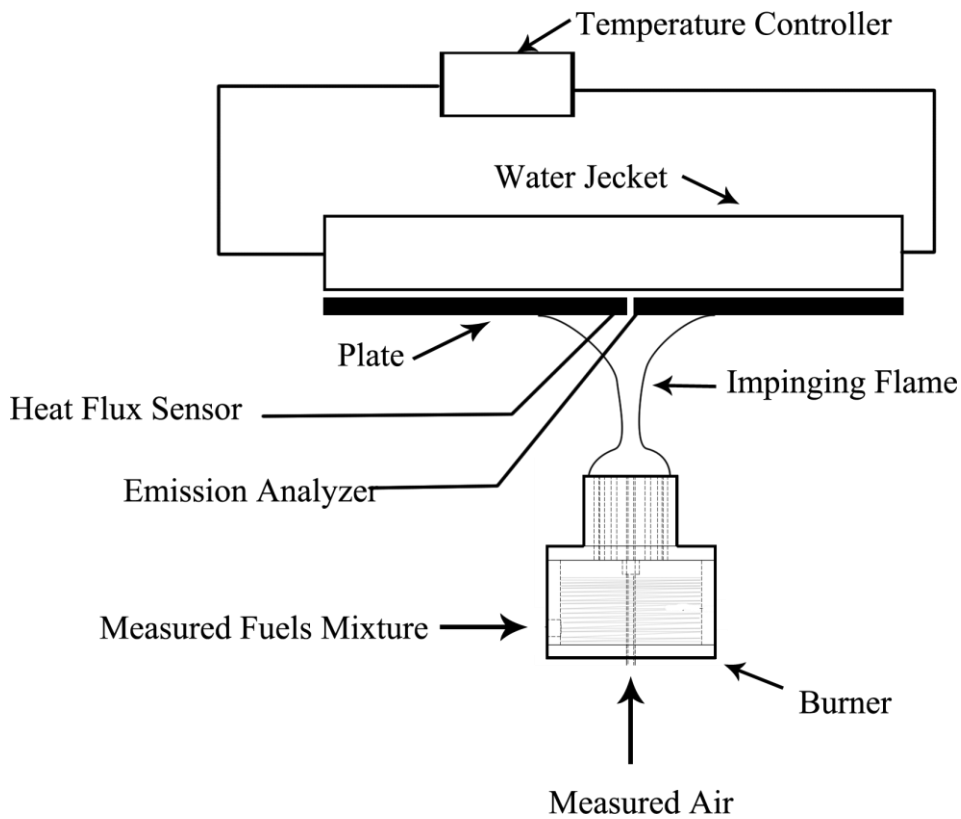 Temperature Controller
Water Jecket
Plate
Impinging Flame
Heat Flux Sensor
Emission Analyzer
Measured Fuels Mixture
Burner
Measured Air